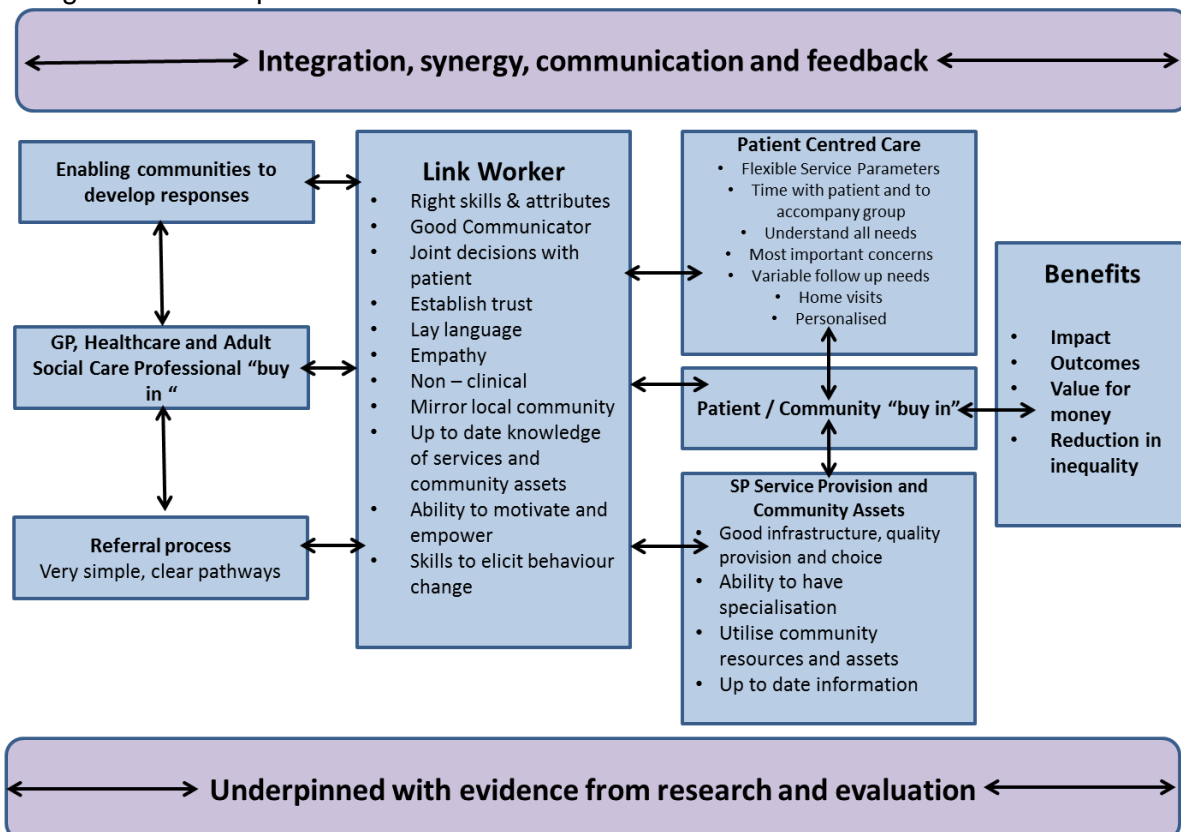 Integration, synergy, communication and feedback
Enabling communities to
develop responses
GP, Healthcare and Adult
Social Care Professional “buy
in “
Referral process
Very simple, clear pathways
Link Worker
• Right skills & attributes
• Good Communicator
• Joint decisions with
patient
• Establish trust
• Lay language
• Empathy
• Non – clinical
• Mirror local community
• Up to date knowledge
of services and
community assets
• Ability to motivate and
empower
• Skills to elicit behaviour
change
Patient Centred Care
• Flexible Service Parameters
• Time with patient and to
accompany group
• Understand all needs
• Most important concerns
• Variable follow up needs
• Home visits
• Personalised
Patient / Community “buy in”
SP Service Provision and
Community Assets
• Good infrastructure, quality
provision and choice
• Ability to have
specialisation
• Utilise community
resources and assets
• Up to date information
Benefits
• Impact
• Outcomes
• Value for
money
• Reduction in
inequality
Underpinned with evidence from research and evaluation